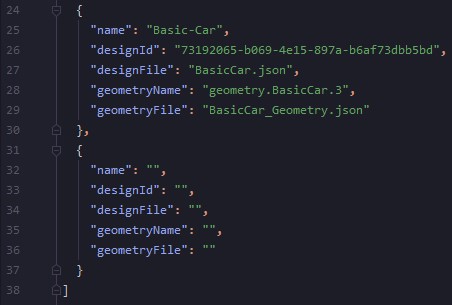 24 {
25 "name": "Basic-Car",
26 "designId": "73192065-b069-4e15-897a-b6af73dbb5bd",
27 "designFile": "BasicCar.json",
28 "geometryName": "geometry.BasicCar.3",
29 "geometryFile": "BasicCar_Geometry.json"
30 },
31 {
32 "name": "",
33 "designId": "",
34 "designFile": "",
35 "geometryName": "",
36 "geometryFile": ""
37 }
38 ]